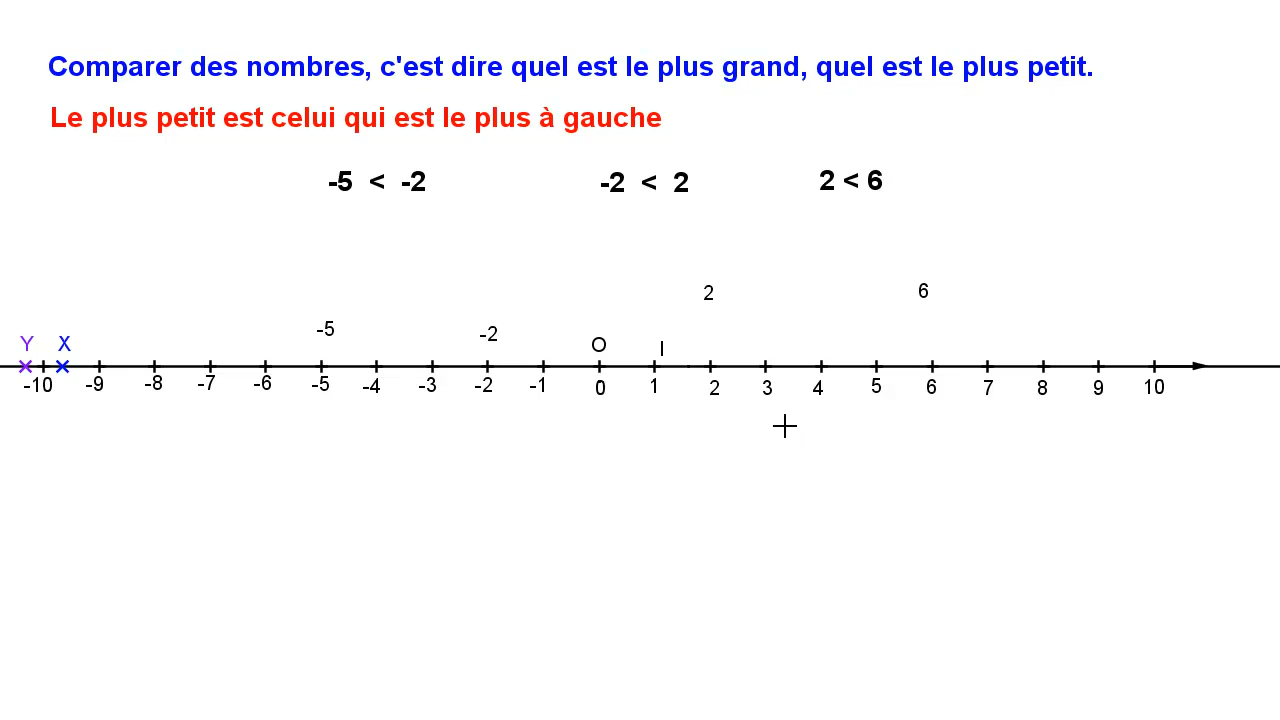 Comparer des nombres, c'est dire quel est le plus grand, quel est le plus petit.
Le plus petit est celui qui est le plus à gauche
-5 < -2 -2 < 2 2 < 6
2 6
-5 -2
Y X O I
-10 -9 -8 -7 -6 -5 -4 -3 -2 -1 0 1 2 3 4 5 6 7 8 9 10